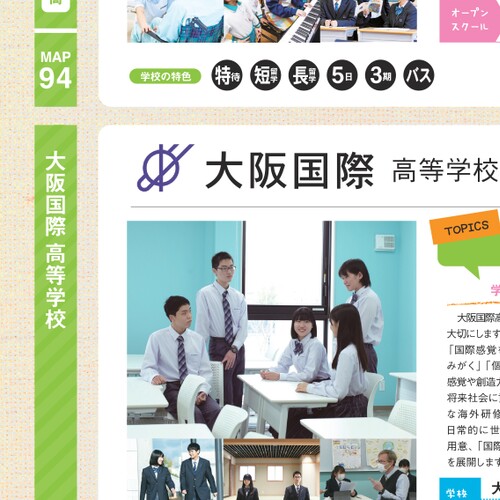 高
MAP
94
オープン
スクール
学校の特色
特待
短留学
長留学
5日
3期
バス
大阪国際 高等学校
大阪国際 高等学校
TOPICS
学
大阪国際高
大切にします
「国際感覚
みがく」「個
感覚や創造力
将来社会に
な海外研修
日常的に世
用意、「国際
を展開します
学校